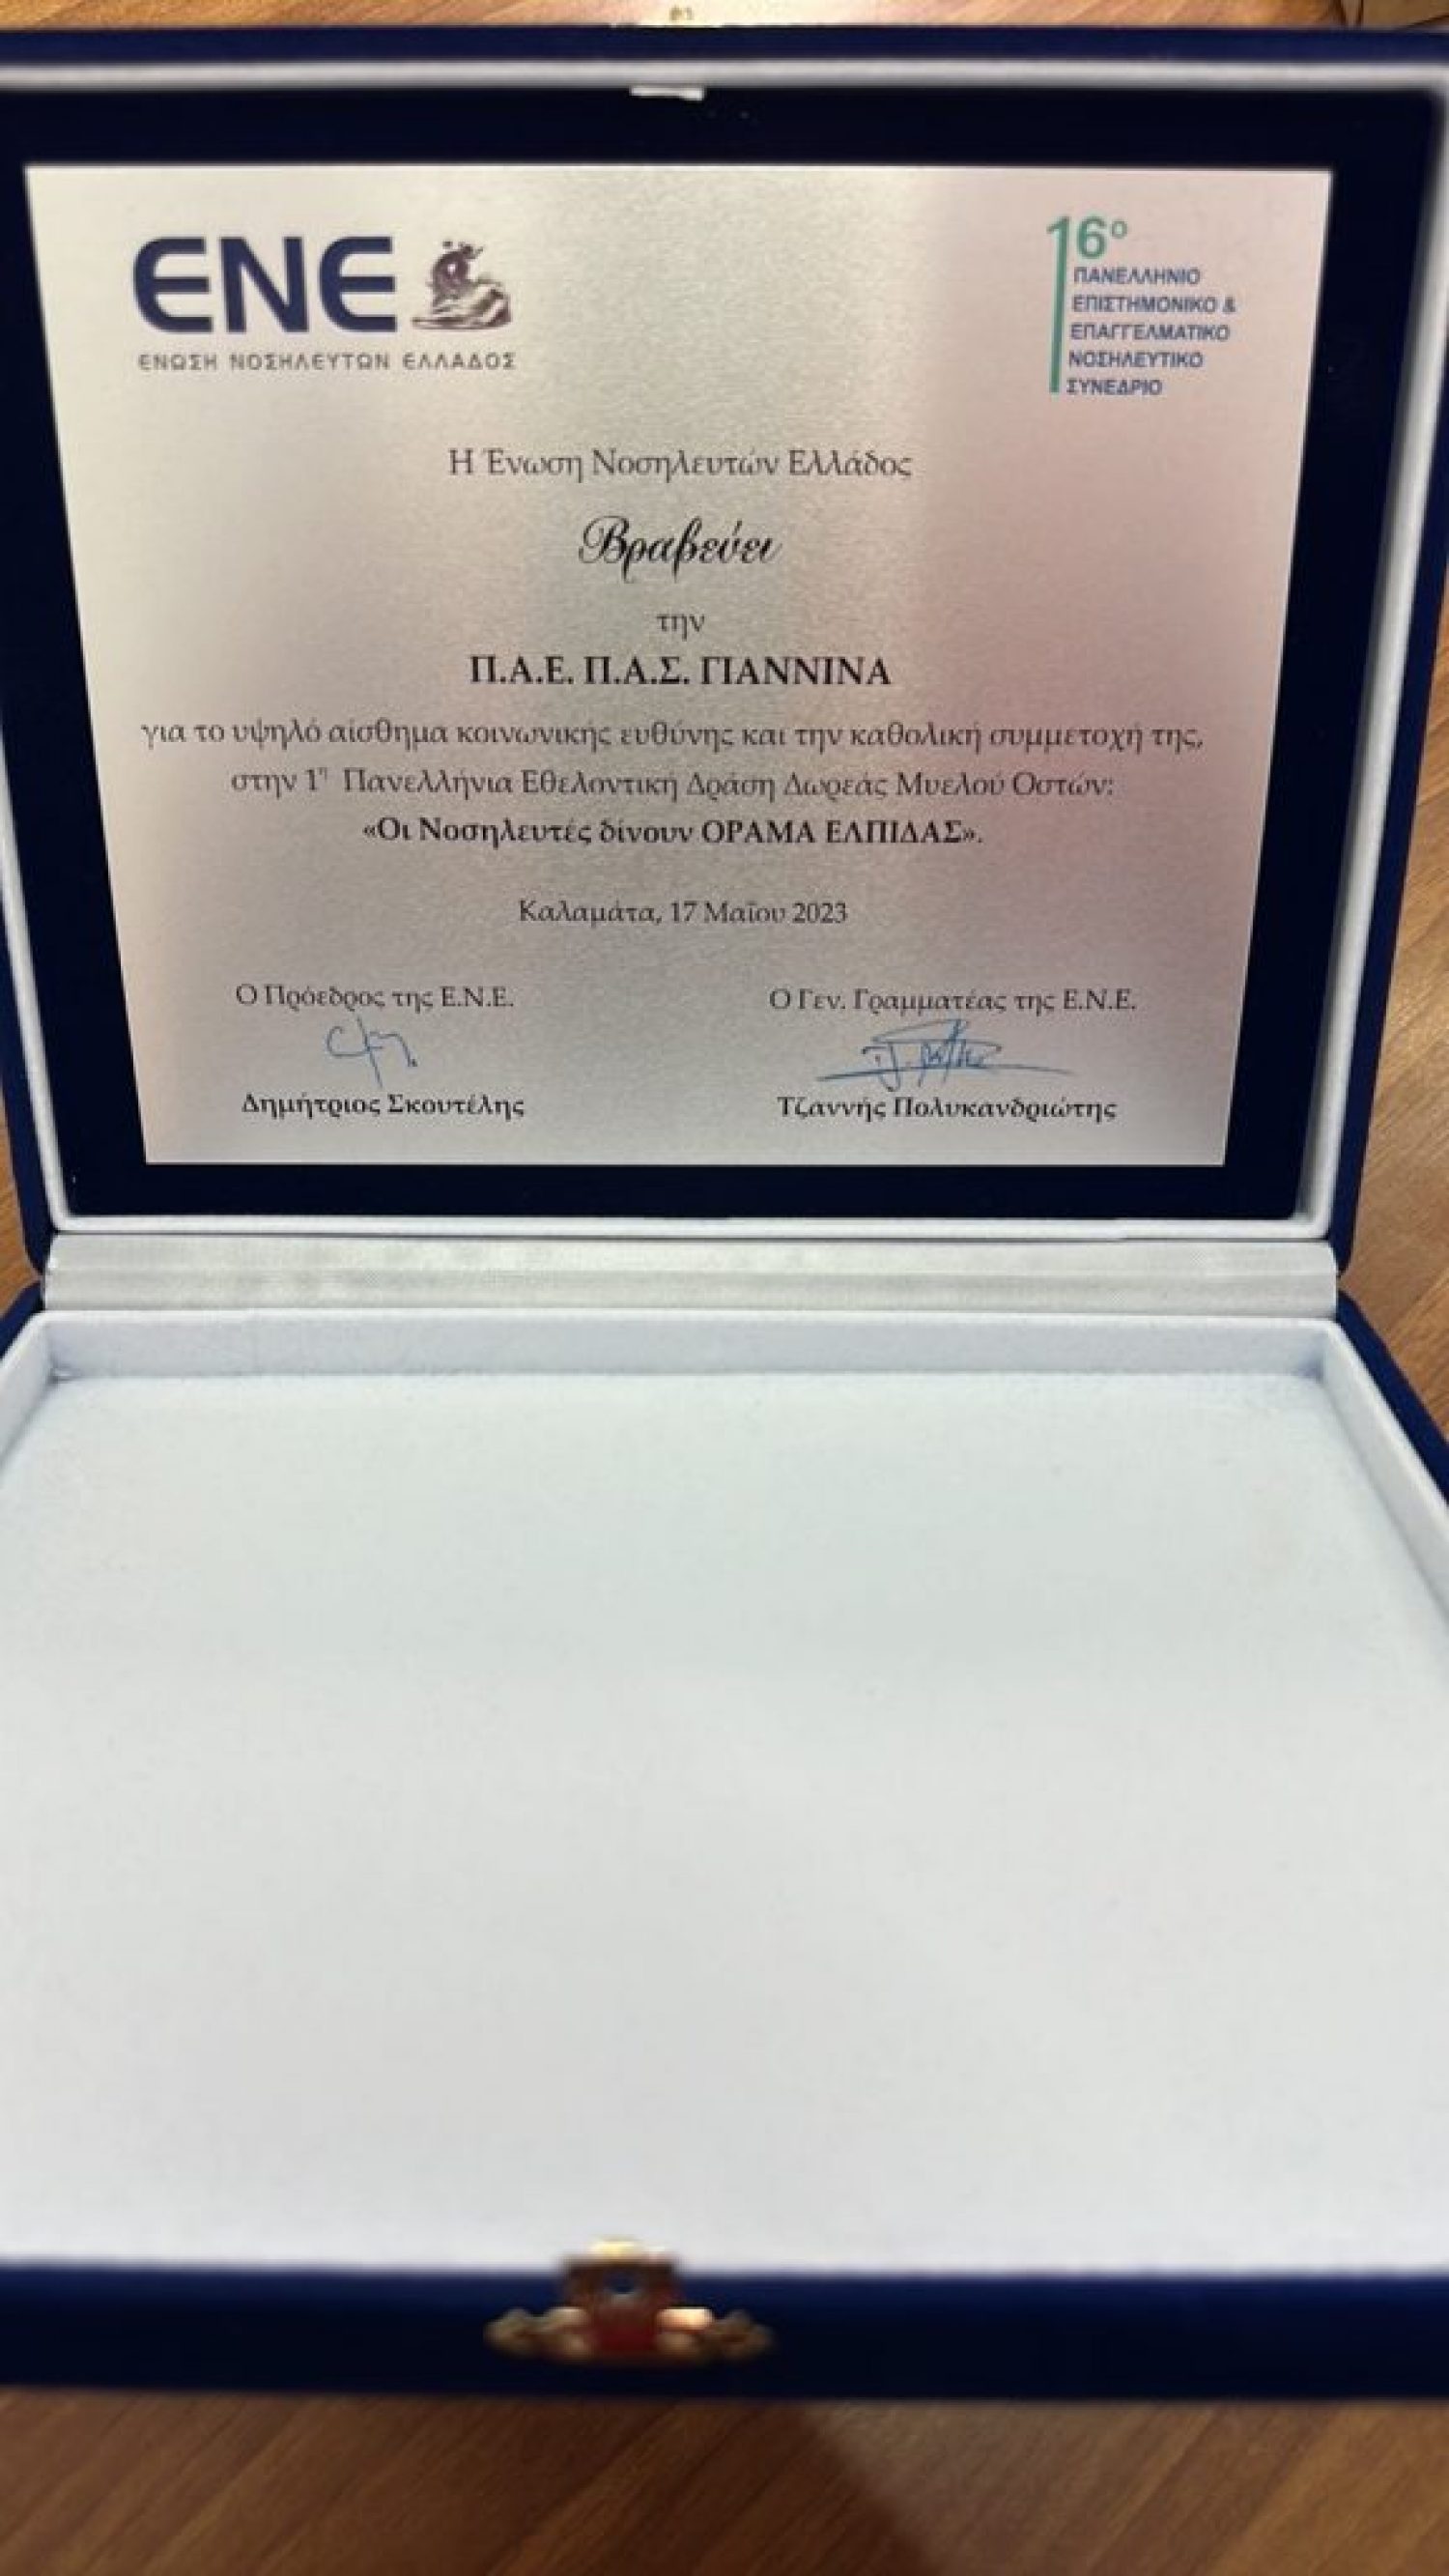 ENE
ΕΝΩΣΗ ΝΟΣΗΛΕΥΤΩΝ ΕΛΛΑΔΟΣ
16ο
ΠΑΝΕΛΛΗΝΙΟ
ΕΠΙΣΤΗΜΟΝΙΚΟ &
ΕΠΑΓΓΕΛΜΑΤΙΚΟ
ΝΟΣΗΛΕΥΤΙΚΟ
ΣΥΝΕΔΡΙΟ
Η Ένωση Νοσηλευτών Ελλάδος
Βραβεύει
την
Π.Α.Ε. Π.Α.Σ. ΓΙΑΝΝΙΝΑ
για το υψηλό αίσθημα κοινωνικής ευθύνης και την καθολική συμμετοχή της,
στην 1η Πανελλήνια Εθελοντική Δράση Δωρεάς Μυελού Οστών:
«Οι Νοσηλευτές δίνουν ΟΡΑΜΑ ΕΛΠΙΔΑΣ».
Καλαμάτα, 17 Μαΐου 2023
Ο Πρόεδρος της Ε.Ν.Ε.
Δημήτριος Σκουτέλης
Ο Γεν. Γραμματέας της Ε.Ν.Ε.
Τζαννής Πολυκανδριώτης